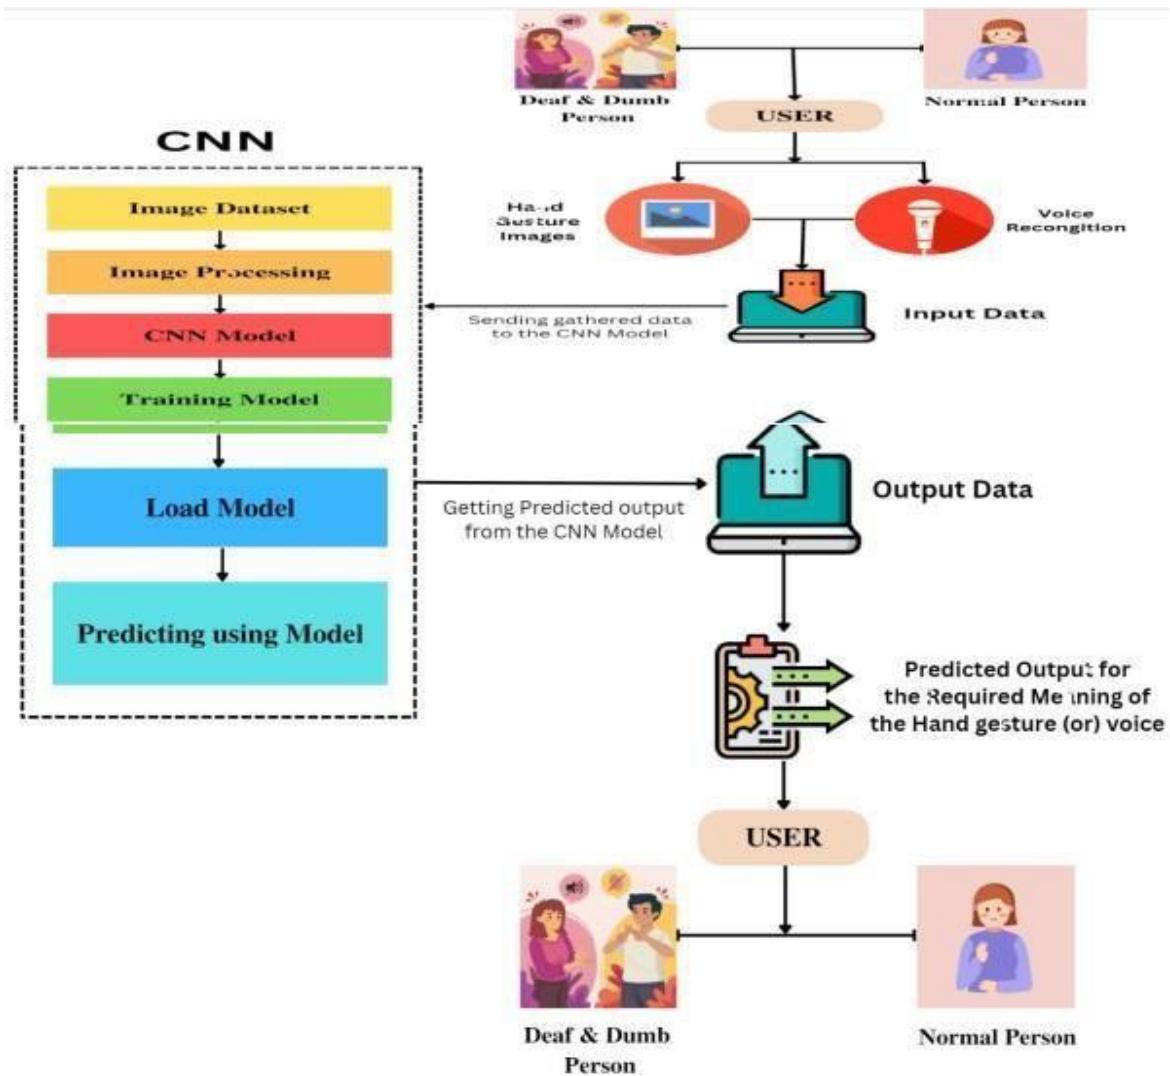 Deaf & Dumb
Person
Normal Person
USER
CNN
Image Dataset
Image Processing
CNN Model
Training Model
Load Model
Predicting using Model
Hand
Gesture
Images
Voice
Recongition
Input Data
Sending gathered data
to the CNN Model
Getting Predicted output
from the CNN Model
Output Data
Predicted Output for
the Required Meaning of
the Hand gesture (or) voice
USER
Deaf & Dumb
Person
Normal Person